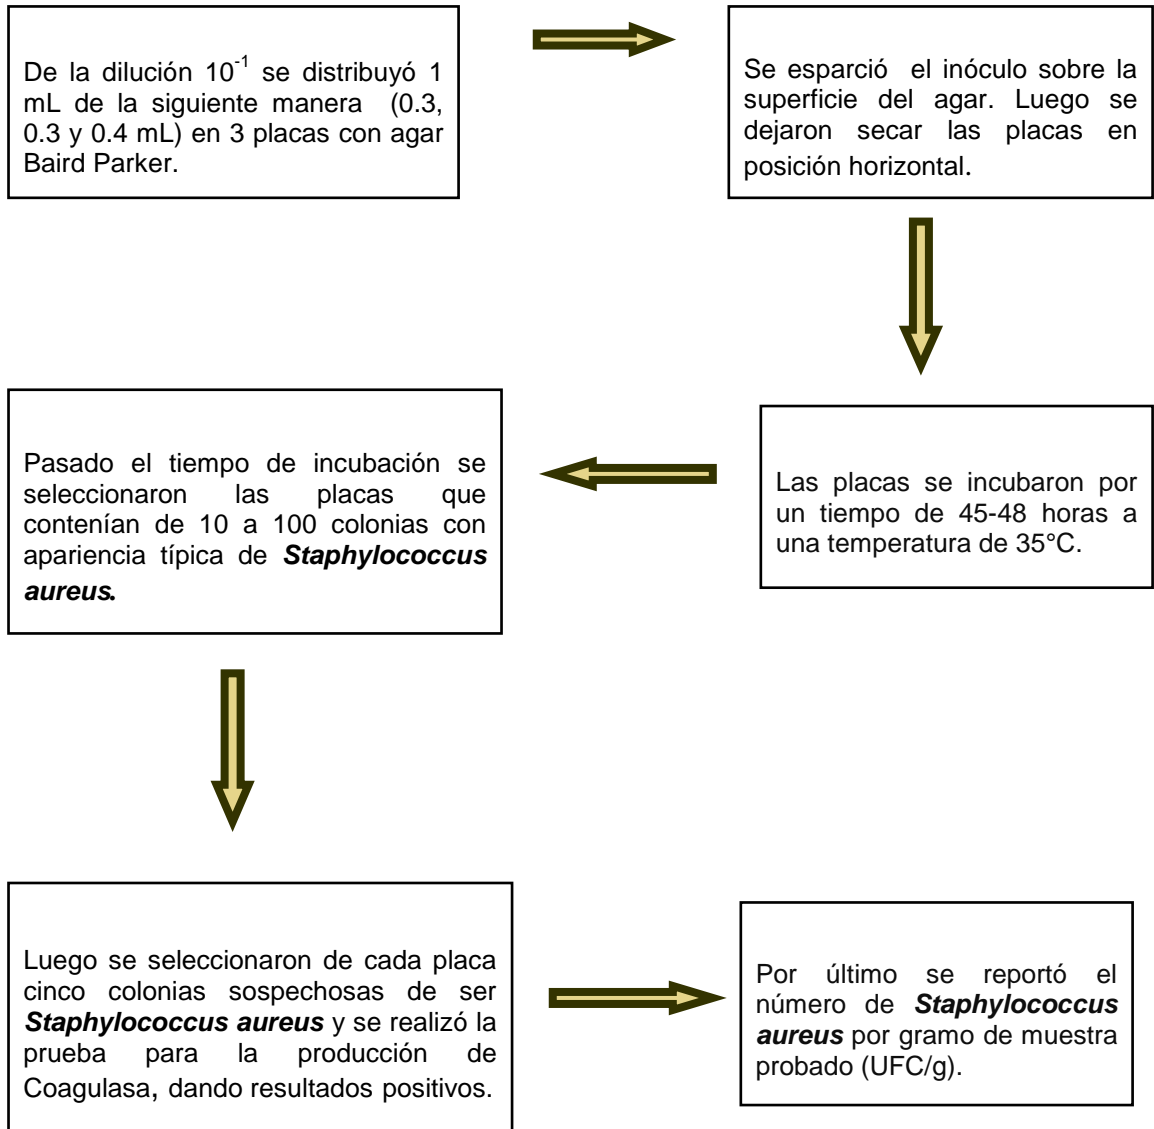 De la dilución 10⁻¹ se distribuyó 1
mL de la siguiente manera (0.3,
0.3 y 0.4 mL) en 3 placas con agar
Baird Parker.
Se esparció el inóculo sobre la
superficie del agar. Luego se
dejaron secar las placas en
posición horizontal.
Las placas se incubaron por
un tiempo de 45-48 horas a
una temperatura de 35°C.
Pasado el tiempo de incubación se
seleccionaron las placas que
contenían de 10 a 100 colonias con
apariencia típica de Staphylococcus
aureus.
Luego se seleccionaron de cada placa
cinco colonias sospechosas de ser
Staphylococcus aureus y se realizó la
prueba para la producción de
Coagulasa, dando resultados positivos.
Por último se reportó el
número de Staphylococcus
aureus por gramo de muestra
probado (UFC/g).